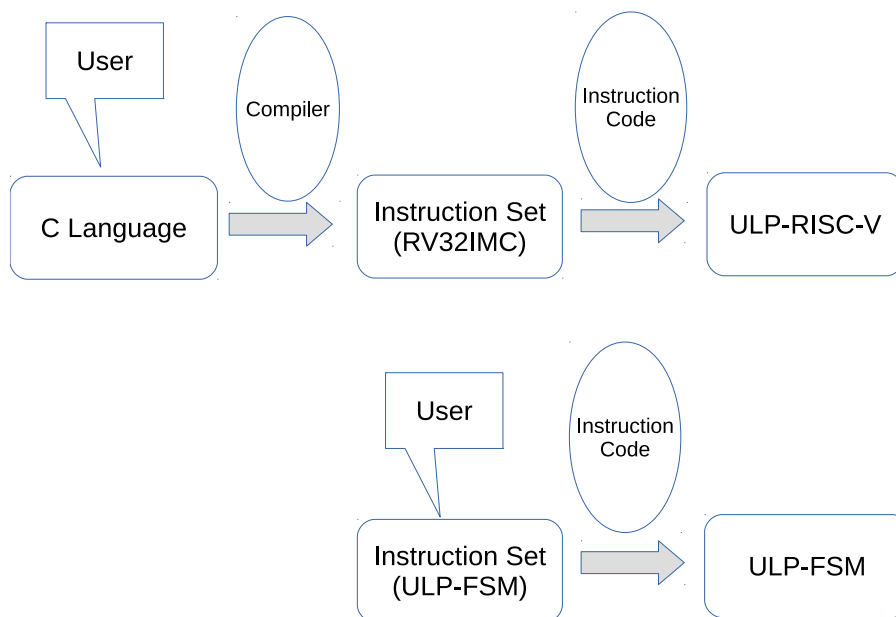 User
Compiler
Instruction
Code
C Language
Instruction Set
(RV32IMC)
ULP-RISC-V
User
Instruction
Code
Instruction Set
(ULP-FSM)
ULP-FSM